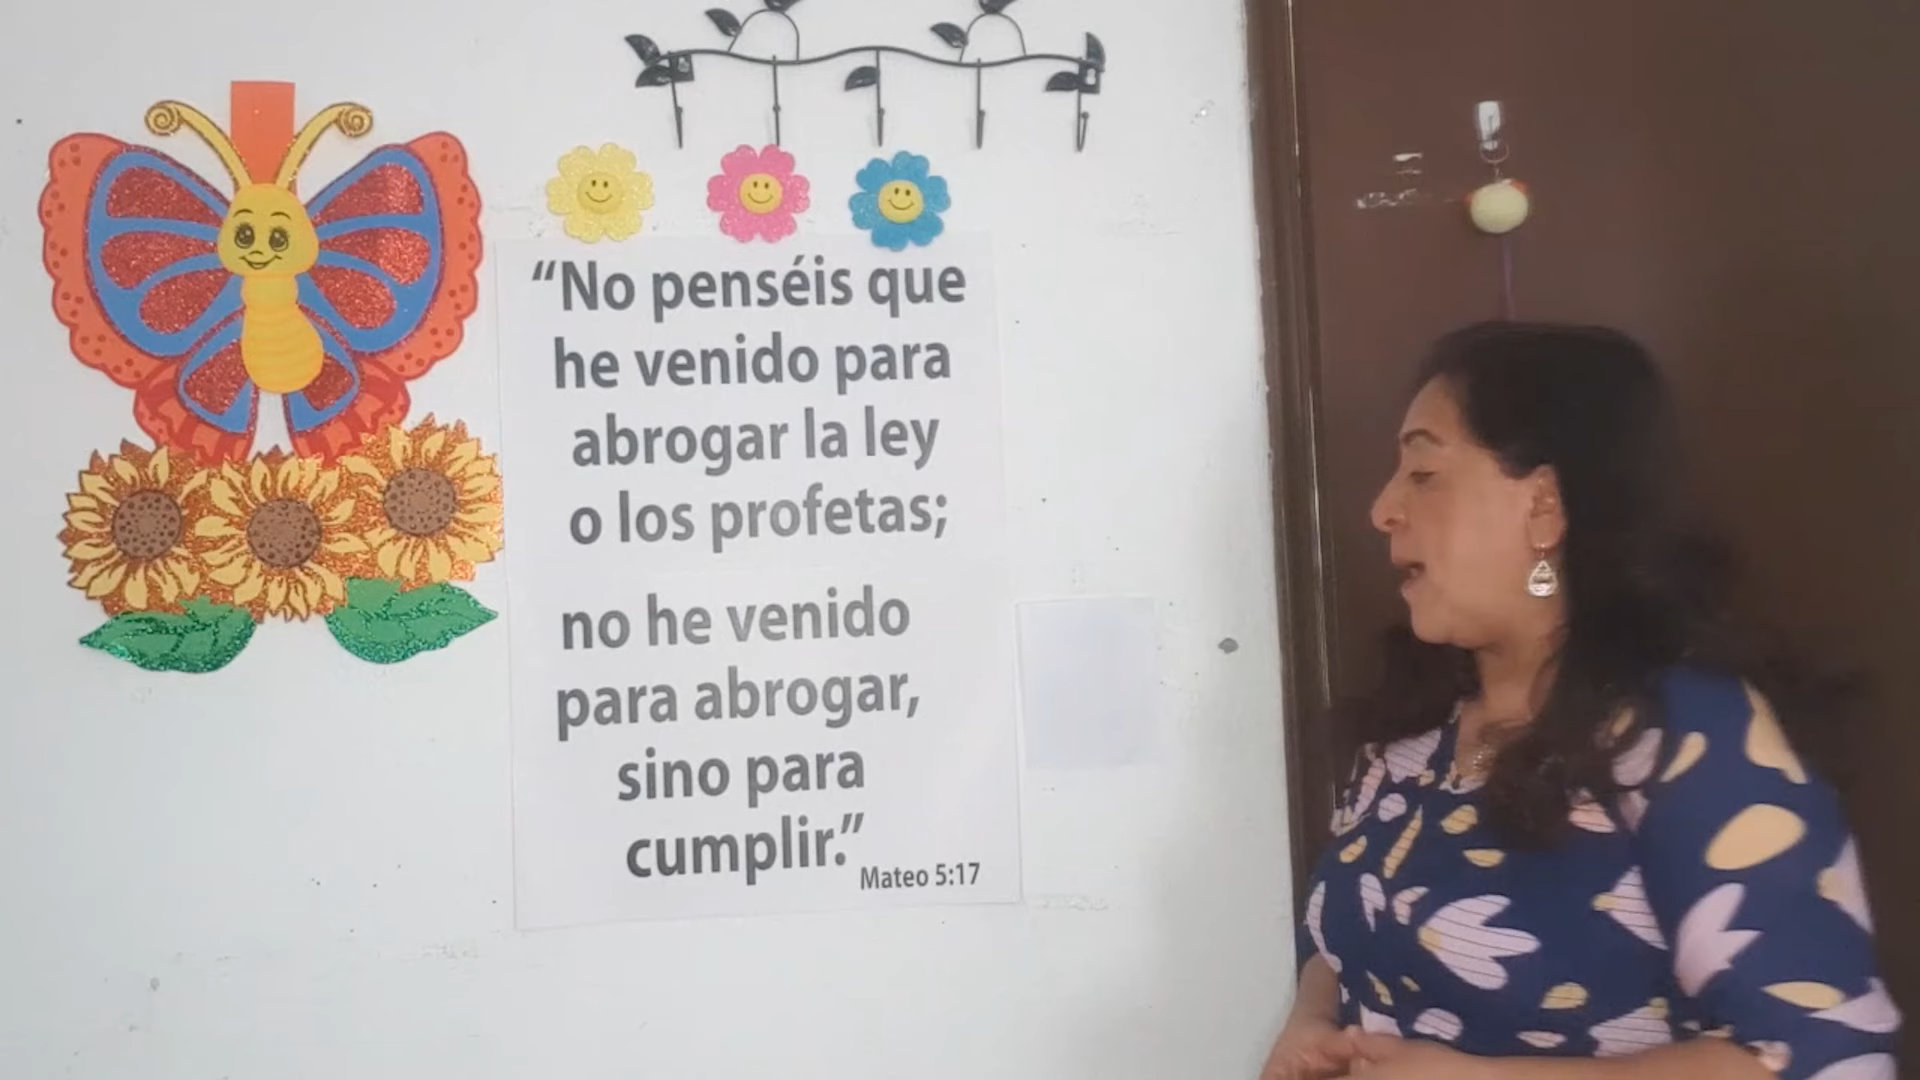 “No penséis que
he venido para
abrogar la ley
o los profetas;
no he venido
para abrogar,
sino para
cumplir.”
Mateo 5:17